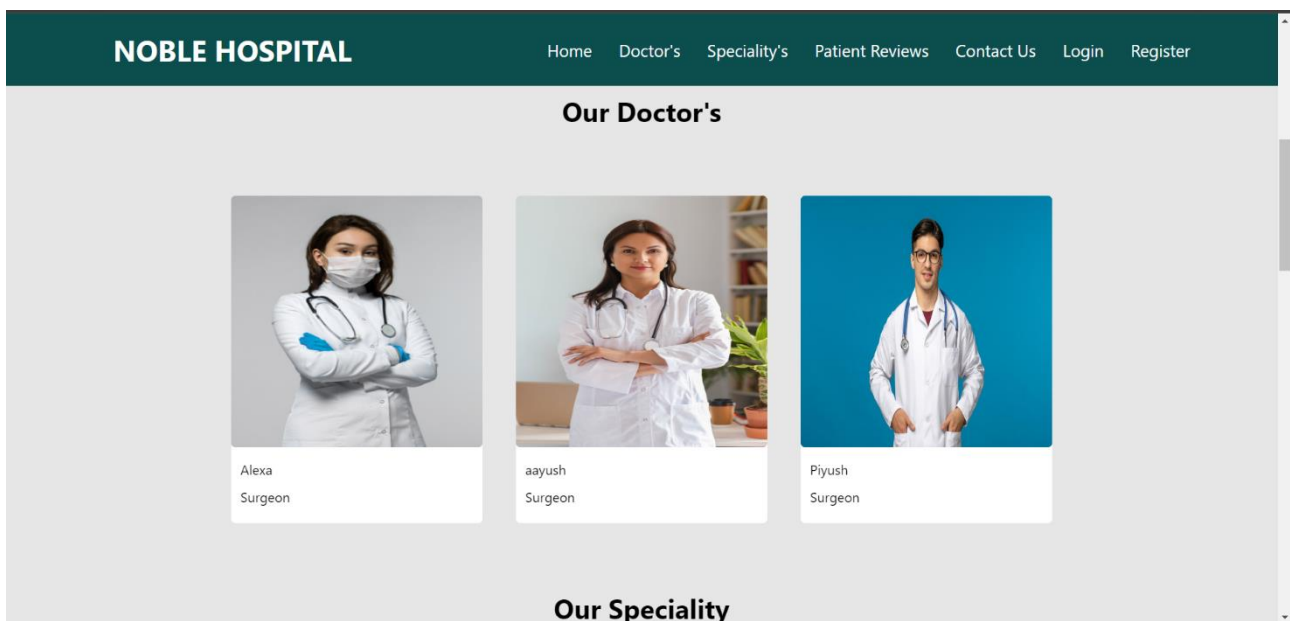 NOBLE HOSPITAL Home Doctor's Speciality's Patient Reviews Contact Us Login Register
Our Doctor's
Alexa
Surgeon
aayush
Surgeon
Piyush
Surgeon
Our Speciality